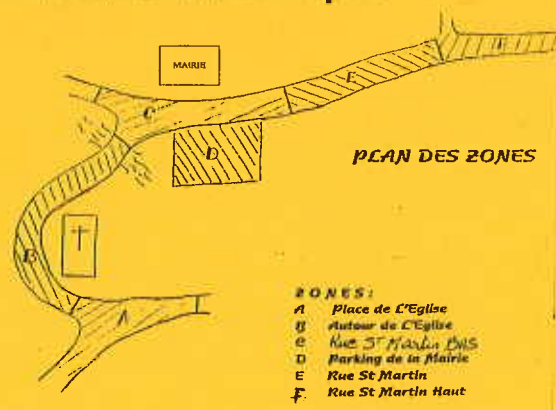 MAIRIE
C
E
F
D
PLAN DES ZONES
B
A
ZONES:
A Place de L'Eglise
B Autour de L'Eglise
C Rue St Martin BAS
D Parking de la Mairie
E Rue St Martin
F. Rue St Martin Haut